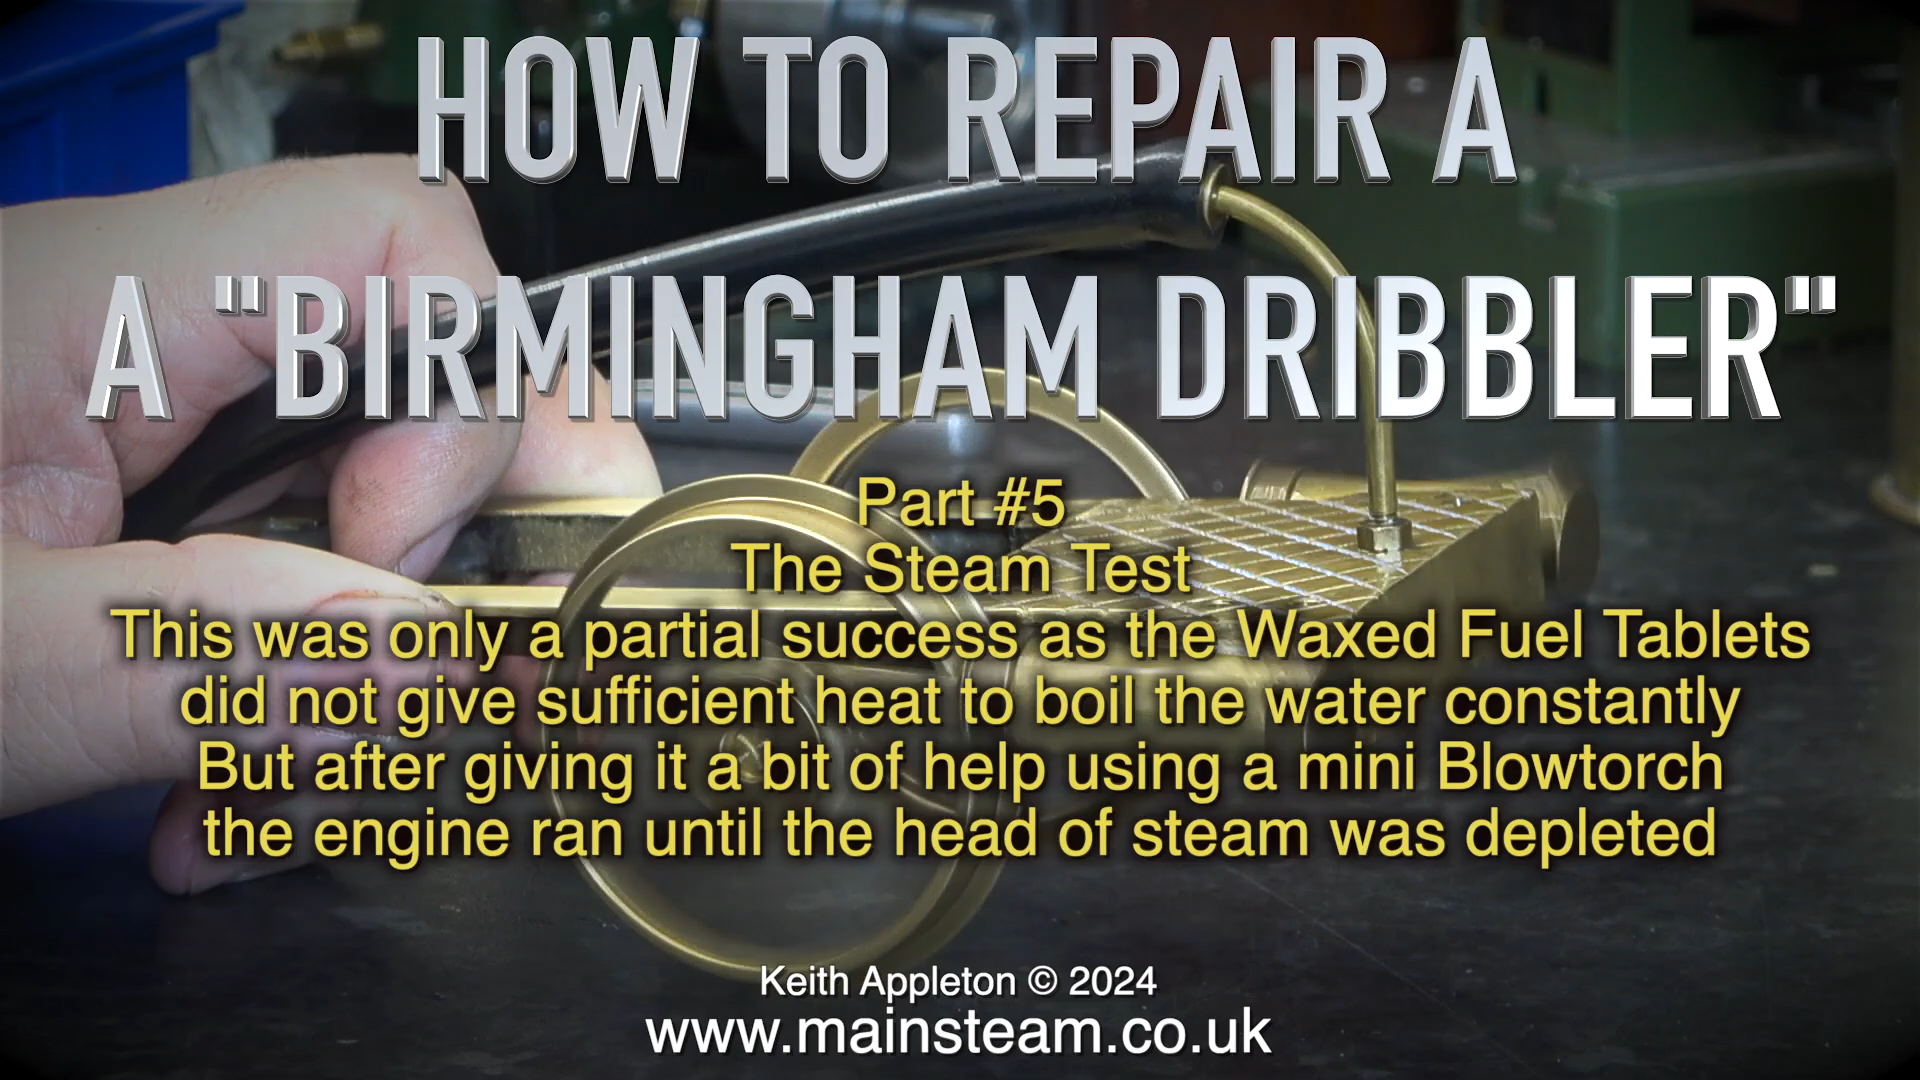 HOW TO REPAIR A
A "BIRMINGHAM DRIBBLER"
Part #5
The Steam Test
This was only a partial success as the Waxed Fuel Tablets
did not give sufficient heat to boil the water constantly
But after giving it a bit of help using a mini Blowtorch
the engine ran until the head of steam was depleted
Keith Appleton © 2024
www.mainsteam.co.uk